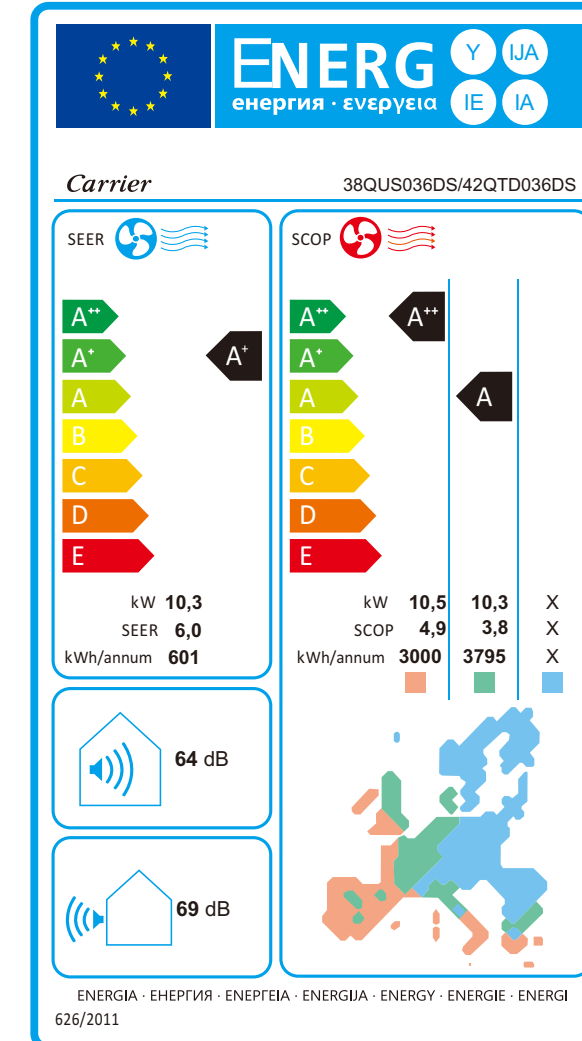 ENERG Y IJA
енергия · ενεργεια IE IA
Carrier 38QUS036DS/42QTD036DS
SEER
A++
A+ A+
A
B
C
D
E
kW 10,3
SEER 6,0
kWh/annum 601
64 dB
69 dB
SCOP
A++ A++
A+
A A
B
C
D
E
kW 10,5 10,3 X
SCOP 4,9 3,8 X
kWh/annum 3000 3795 X
ENERGIA · ЕНЕРГИЯ · ΕΝΕΡΓΕΙΑ · ENERGIJA · ENERGY · ENERGIE · ENERGI
626/2011